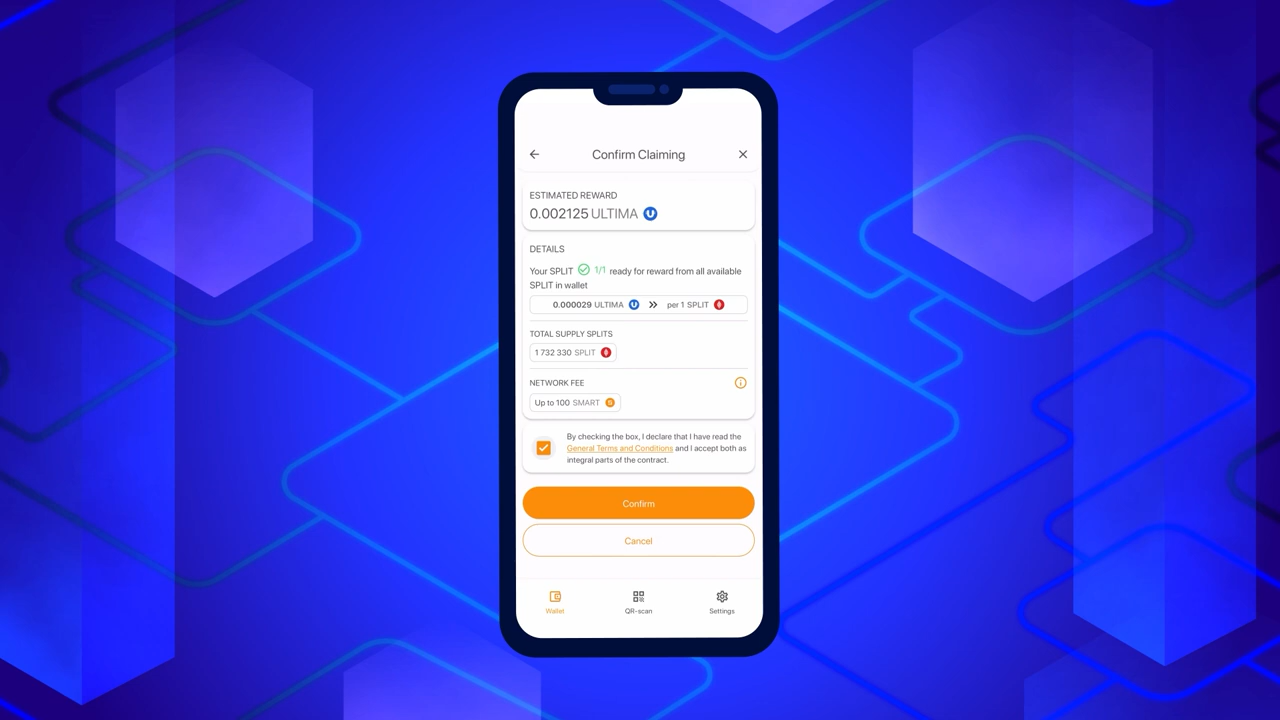 Confirm Claiming
ESTIMATED REWARD
0.002125 ULTIMA
DETAILS
Your SPLIT 1/1 ready for reward from all available
SPLIT in wallet
0.000029 ULTIMA per 1 SPLIT
TOTAL SUPPLY SPLITS
1 732 330 SPLIT
NETWORK FEE
Up to 100 SMART
By checking the box, I declare that I have read the
General Terms and Conditions and I accept both as
integral parts of the contract.
Confirm
Cancel
Wallet QR-scan Settings